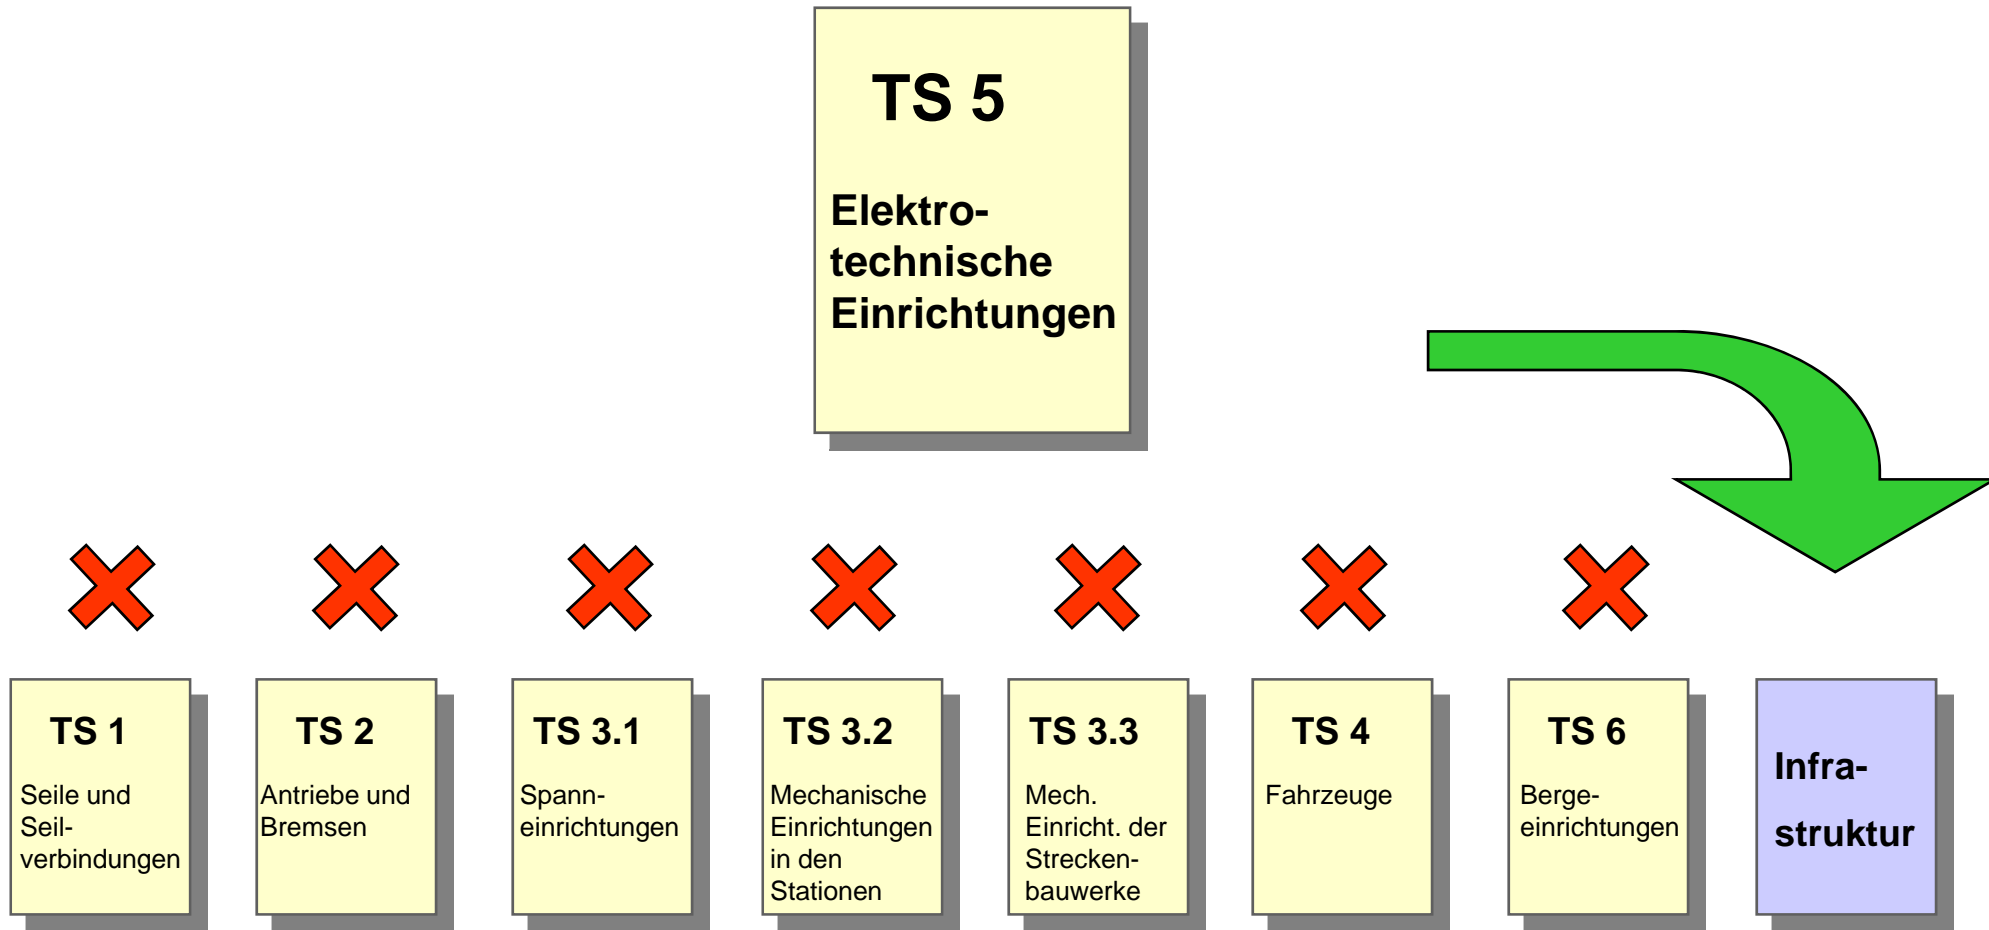 TS 5
Elektro-
technische
Einrichtungen
TS 1
Seile und
Seil-
verbindungen
TS 2
Antriebe und
Bremsen
TS 3.1
Spann-
einrichtungen
TS 3.2
Mechanische
Einrichtungen
in den
Stationen
TS 3.3
Mech.
Einricht. der
Strecken-
bauwerke
TS 4
Fahrzeuge
TS 6
Berge-
einrichtungen
Infra-
struktur